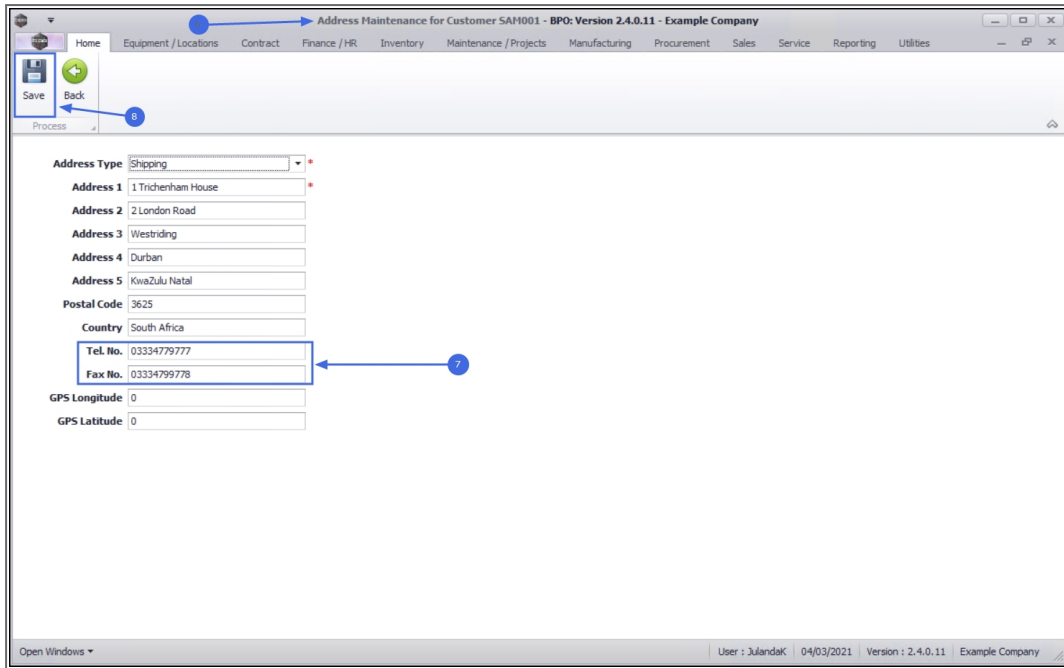 Address Maintenance for Customer SAM001 - BPO: Version 2.4.0.11 - Example Company
Home Equipment / Locations Contract Finance / HR Inventory Maintenance / Projects Manufacturing Procurement Sales Service Reporting Utilities
Save Back
8
Process
Address Type Shipping *
Address 1 1 Trichenham House *
Address 2 2 London Road
Address 3 Westriding
Address 4 Durban
Address 5 KwaZulu Natal
Postal Code 3625
Country South Africa
Tel. No. 03334779777
7
Fax No. 03334799778
GPS Longitude 0
GPS Latitude 0
Open Windows User : JulandaK 04/03/2021 Version : 2.4.0.11 Example Company